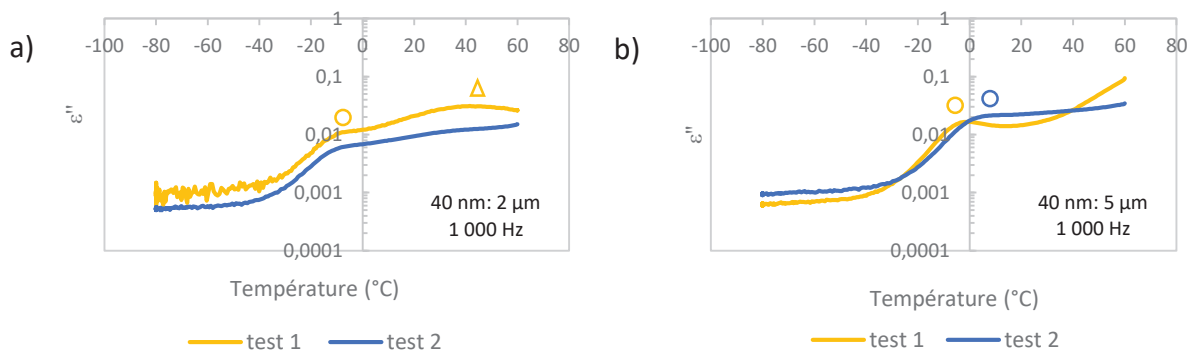 a)
ε"
1
-100 -80 -60 -40 -20 0 20 40 60 80
0,1
0,01
0,001
0,0001
40 nm: 2 µm
1 000 Hz
Température (°C)
test 1 test 2
b)
ε"
1
-100 -80 -60 -40 -20 0 20 40 60 80
0,1
0,01
0,001
0,0001
40 nm: 5 µm
1 000 Hz
Température (°C)
test 1 test 2